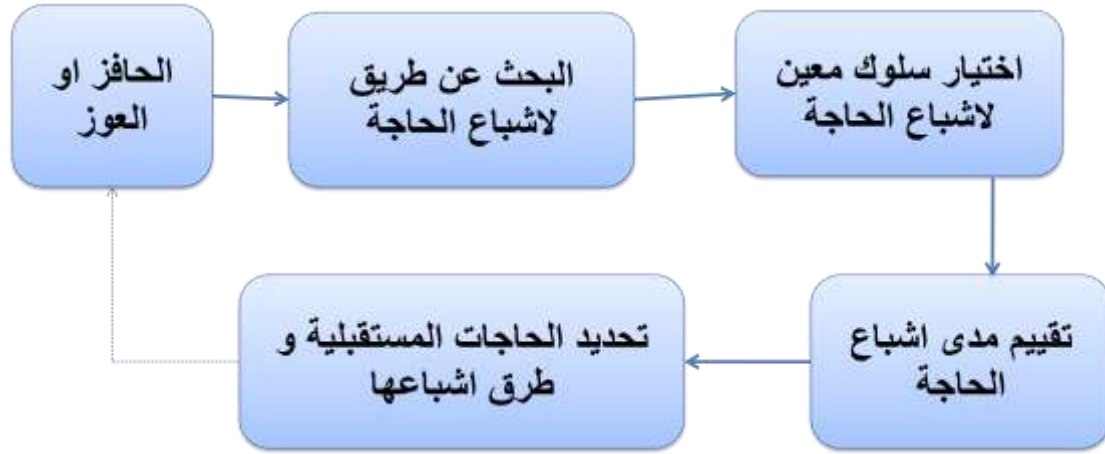 الحافز او
العوز
البحث عن طريق
لاشباع الحاجة
اختيار سلوك معين
لاشباع الحاجة
تقييم مدى اشباع
الحاجة
تحديد الحاجات المستقبلية و
طرق اشباعها